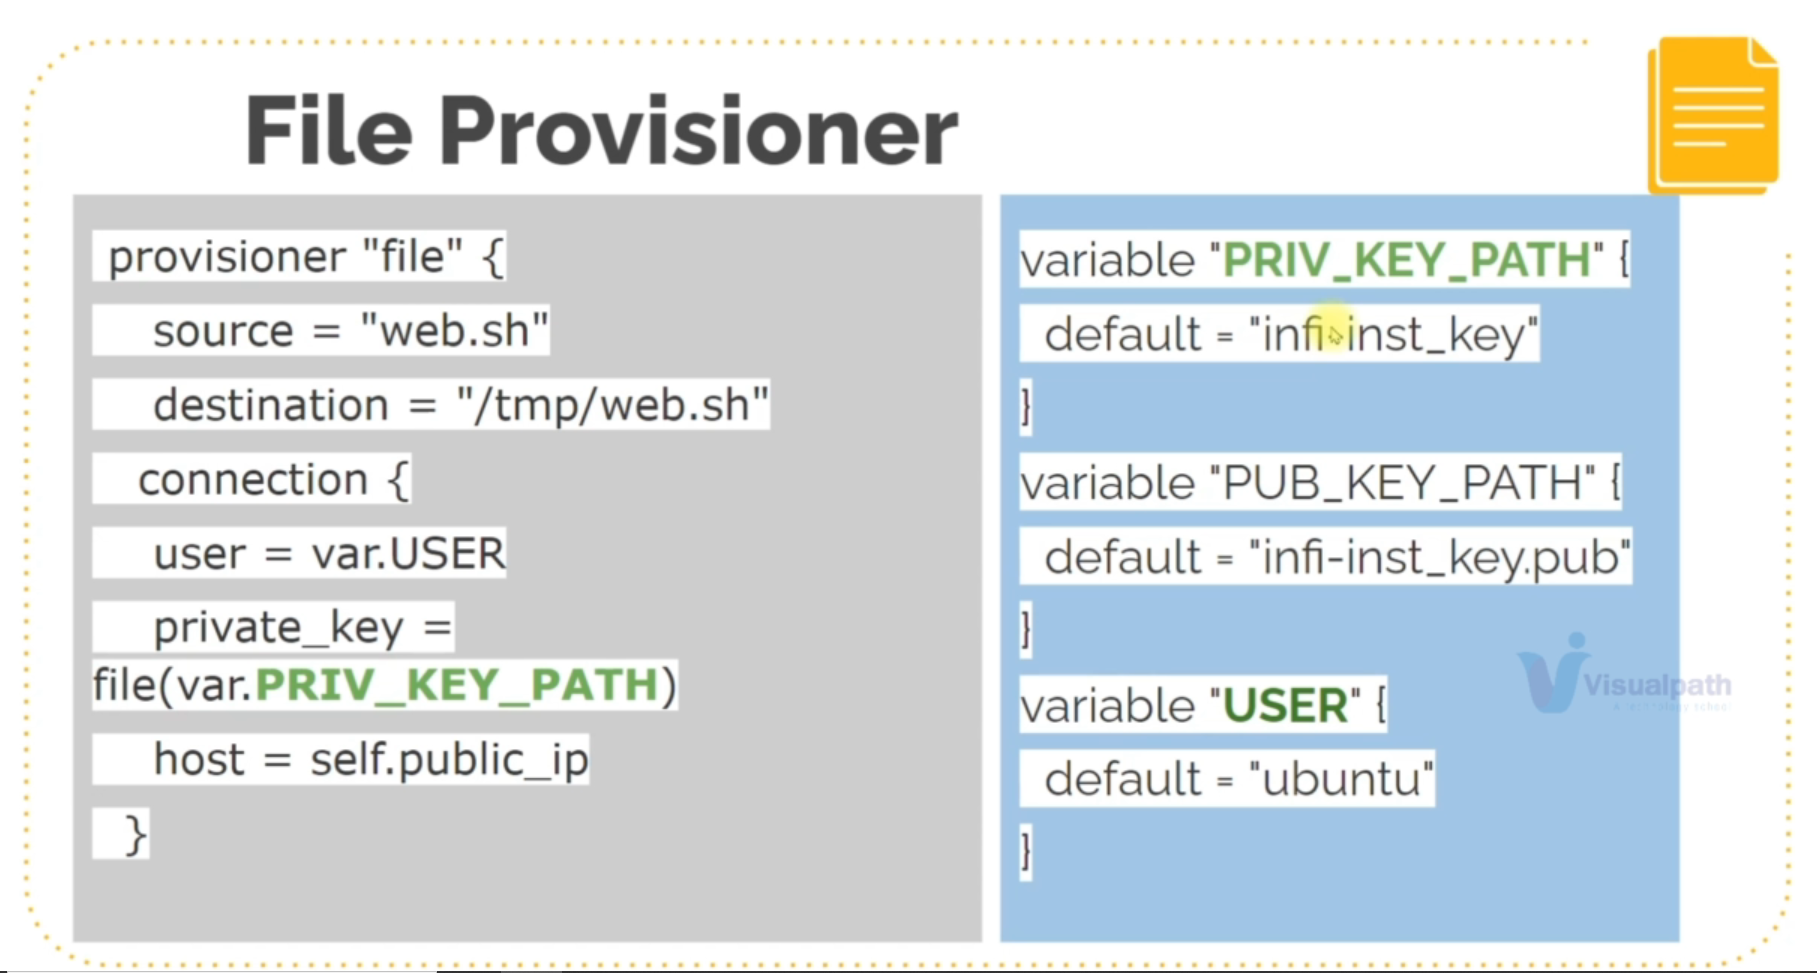 File Provisioner
provisioner "file" {
source = "web.sh"
destination = "/tmp/web.sh"
connection {
user = var.USER
private_key =
file(var.PRIV_KEY_PATH)
host = self.public_ip
}
variable "PRIV_KEY_PATH" {
default = "infi-inst_key"
}
variable "PUB_KEY_PATH" {
default = "infi-inst_key.pub"
}
variable "USER" {
default = "ubuntu"
}
Visualpath